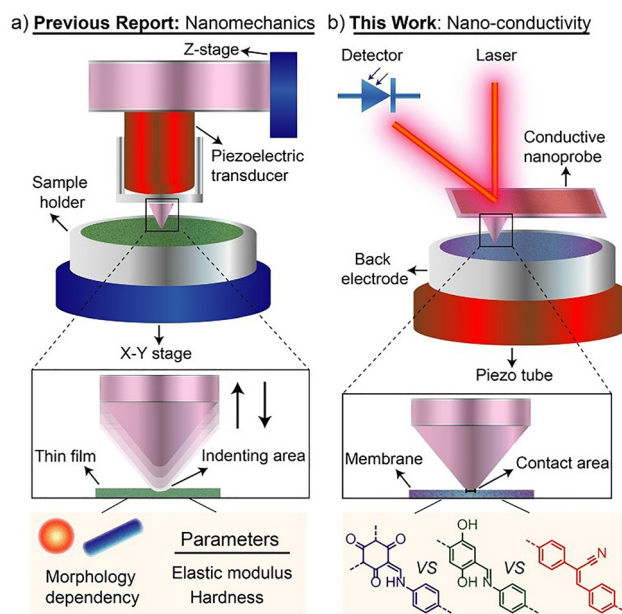 a) Previous Report: Nanomechanics
Z-stage
Piezoelectric
transducer
Sample
holder
X-Y stage
Thin film
Indenting area
Morphology
dependency
Parameters
Elastic modulus
Hardness
b) This Work: Nano-conductivity
Detector
Laser
Conductive
nanoprobe
Back
electrode
Piezo tube
Membrane
Contact area
O
O
O
HN
VS
OH
OH
N
VS
N